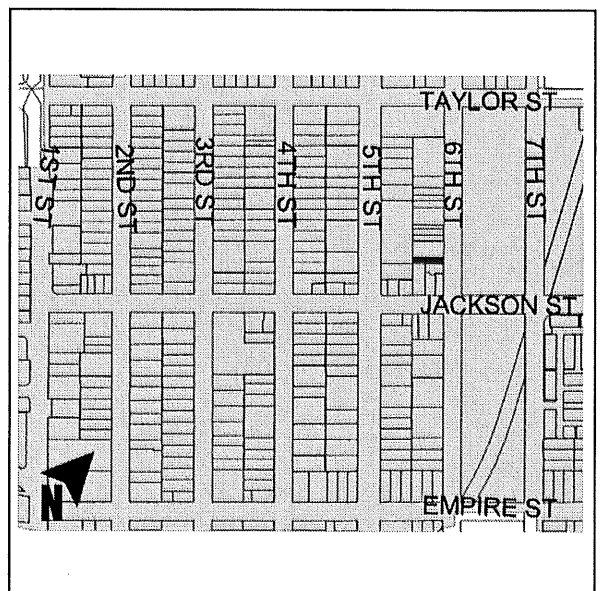 TAYLOR ST
1ST ST
2ND ST
3RD ST
4TH ST
5TH ST
6TH ST
7TH ST
JACKSON ST
N
EMPIRE ST